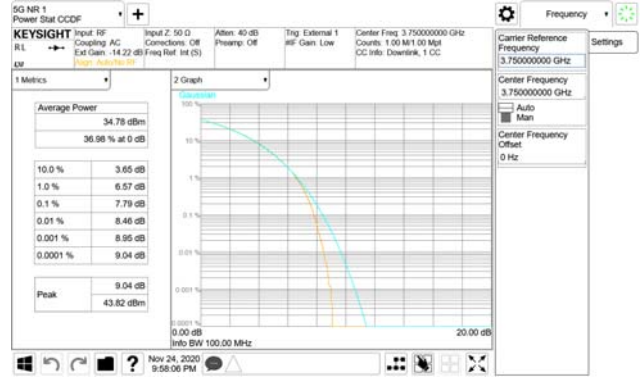 5G NR 1
Power Stat CCDF
Frequency
KEYSIGHT
RL
Input: RF
Coupling: AC
Ext Gain: -14.22 dB
Align: Auto/No RF
Input Z: 50 Ω
Corrections: Off
Freq Ref: Int (S)
Atten: 40 dB
Preamp: Off
Trig: External 1
#IF Gain: Low
Center Freq: 3.750000000 GHz
Counts: 1.00 M/1.00 Mpt
CC Info: Downlink, 1 CC
Carrier Reference
Frequency
3.750000000 GHz
Settings
Center Frequency
3.750000000 GHz
Auto
Man
Center Frequency
Offset
0 Hz
1 Metrics
Average Power
34.78 dBm
36.98 % at 0 dB
10.0 % 3.65 dB
1.0 % 6.57 dB
0.1 % 7.79 dB
0.01 % 8.46 dB
0.001 % 8.95 dB
0.0001 % 9.04 dB
Peak
9.04 dB
43.82 dBm
2 Graph
Gaussian
100 %
10 %
1 %
0.1 %
0.01 %
0.001 %
0.0001 %
0.00 dB
20.00 dB
Info BW 100.00 MHz
Nov 24, 2020
9:58:06 PM